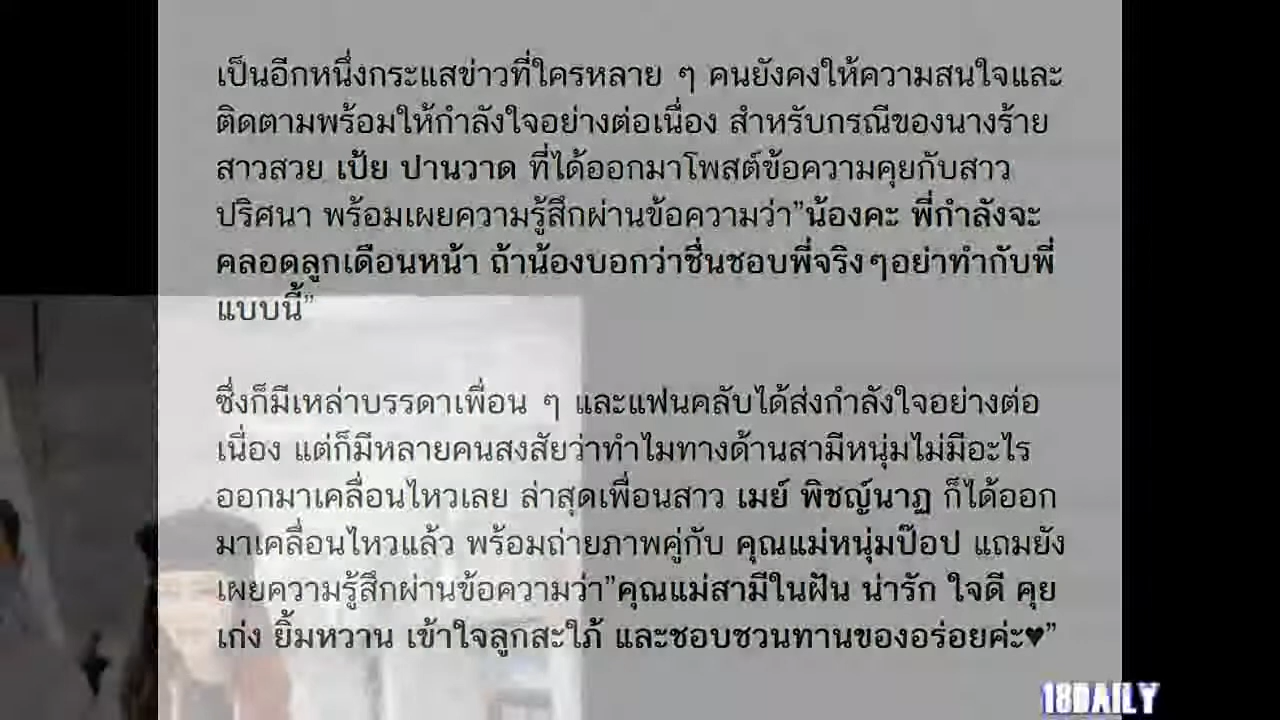 เป็นอีกหนึ่งกระแสข่าวที่ใครหลาย ๆ คนยังคงให้ความสนใจและ
ติดตามพร้อมให้กำลังใจอย่างต่อเนื่อง สำหรับกรณีของนางร้าย
สาวสวย เป้ย ปานวาด ที่ได้ออกมาโพสต์ข้อความคุยกับสาว
ปริศนา พร้อมเผยความรู้สึกผ่านข้อความว่า”น้องคะ พี่กำลังจะ
คลอดลูกเดือนหน้า ถ้าน้องบอกว่าชื่นชอบพี่จริงๆอย่าทำกับพี่
แบบนี้”
ซึ่งก็มีเหล่าบรรดาเพื่อน ๆ และแฟนคลับได้ส่งกำลังใจอย่างต่อ
เนื่อง แต่ก็มีหลายคนสงสัยว่าทำไมทางด้านสามีหนุ่มไม่มีอะไร
ออกมาเคลื่อนไหวเลย ล่าสุดเพื่อนสาว เมย์ พิชญ์นาฏ ก็ได้ออก
มาเคลื่อนไหวแล้ว พร้อมถ่ายภาพคู่กับ คุณแม่หนุ่มป๊อป แถมยัง
เผยความรู้สึกผ่านข้อความว่า”คุณแม่สามีในฝัน น่ารัก ใจดี คุย
เก่ง ยิ้มหวาน เข้าใจลูกสะใภ้ และชอบชวนทานของอร่อยค่ะ♥”
18DAILY